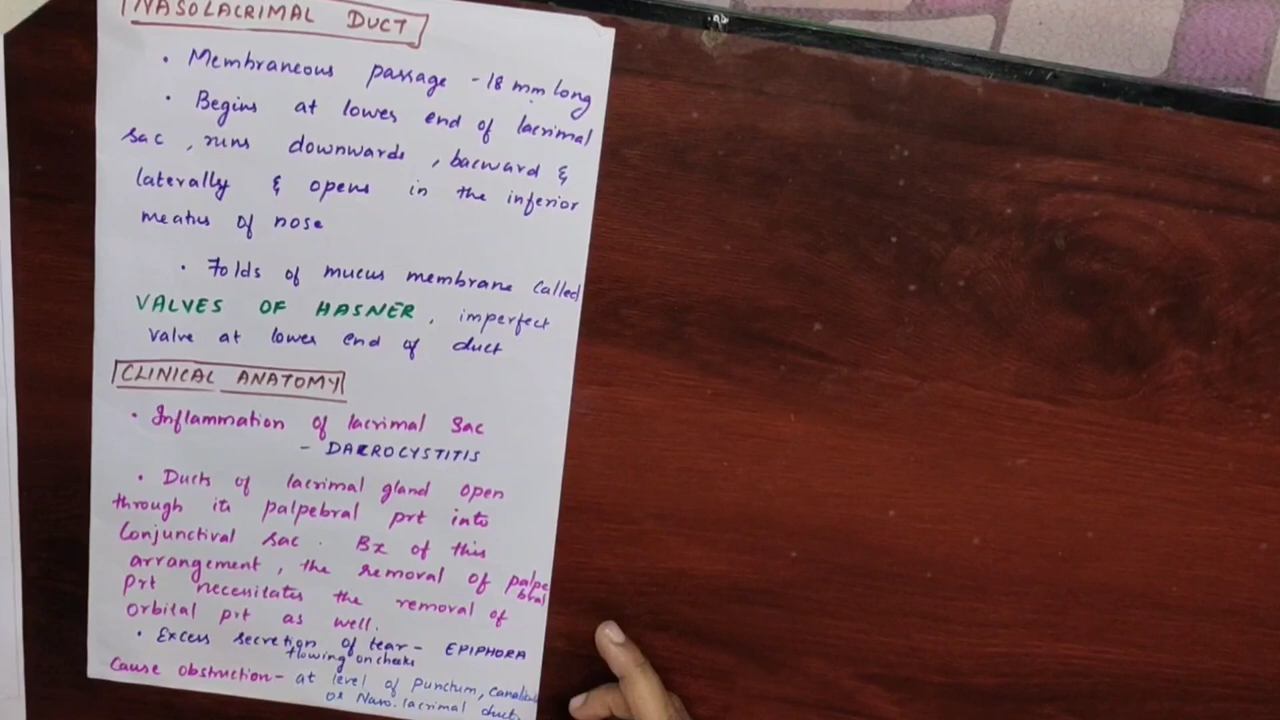 NASOLACRIMAL DUCT
• Membraneous passage - 18 mm long
• Begins at lower end of lacrimal
sac, runs downwards, bacward &
laterally & opens in the inferior
meatus of nose
• Folds of mucus membrane called
VALVES OF HASNER, imperfect
valve at lower end of duct
CLINICAL ANATOMY
• Inflammation of lacrimal Sac
- DACROCYSTITIS
• Ducts of lacrimal gland open
through its palpebral prt into
Conjunctival sac. Bz of this
arrangement, the removal of palpe
bral
prt necessitates the removal of
orbital prt as well.
• Excess secretion of tear - EPIPHORA
flowing on cheeks
Cause obstruction - at level of punctum,
or Naso.lacrimal duct